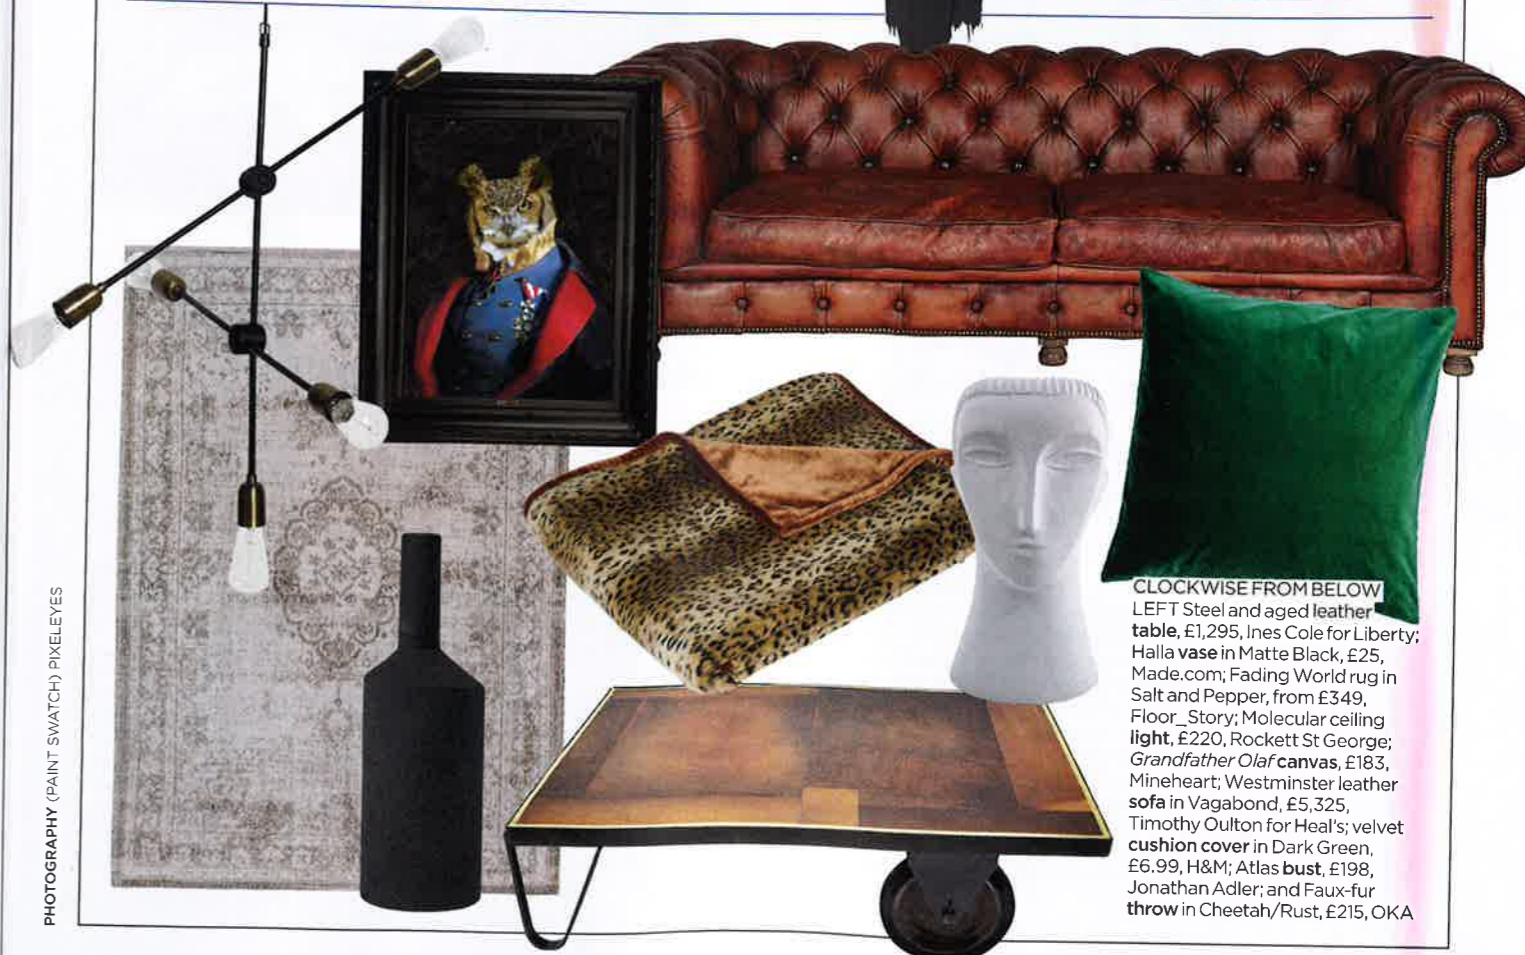 CLOCKWISE FROM BELOW
LEFT Steel and aged leather
table, £1,295, Ines Cole for Liberty;
Halla vase in Matte Black, £25,
Made.com; Fading World rug in
Salt and Pepper, from £349,
Floor_Story; Molecular ceiling
light, £220, Rockett St George;
Grandfather Olaf canvas, £183,
Mineheart; Westminster leather
sofa in Vagabond, £5,325,
Timothy Oulton for Heal's; velvet
cushion cover in Dark Green,
£6.99, H&M; Atlas bust, £198,
Jonathan Adler; and Faux-fur
throw in Cheetah/Rust, £215, OKA
PHOTOGRAPHY (PAINT SWATCH) PIXELEYES